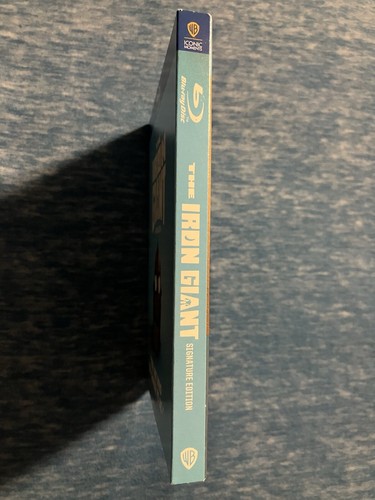 WB
ICONIC
MOMENTS
Blu-ray Disc
THE IRON GIANT
SIGNATURE EDITION
WB